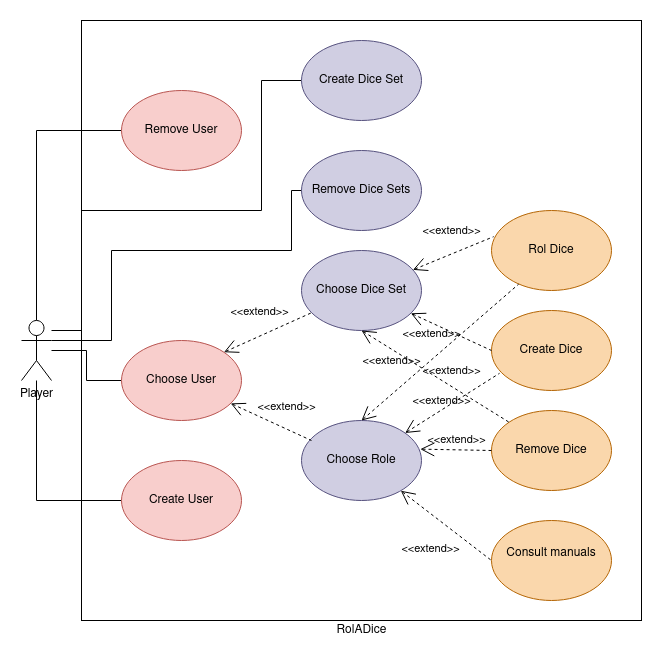 Create Dice Set
Remove User
Remove Dice Sets
<<extend>>
Rol Dice
Choose Dice Set
<<extend>>
<<extend>>
Create Dice
<<extend>>
<<extend>>
Choose User
Player
<<extend>>
<<extend>>
<<extend>>
Remove Dice
Choose Role
Create User
<<extend>>
Consult manuals
RolADice